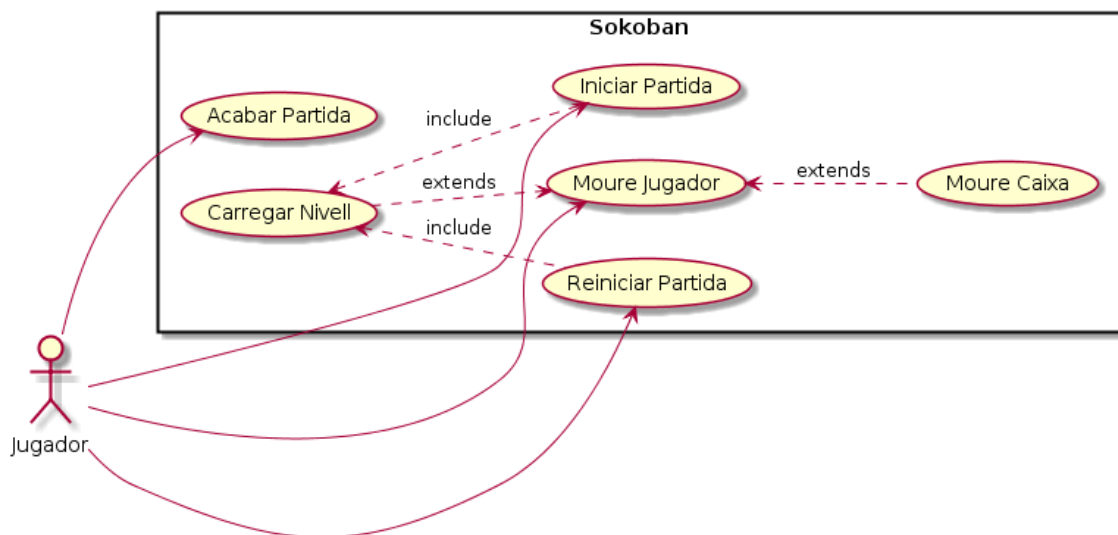 Sokoban
Iniciar Partida
Acabar Partida
include
extends
Moure Jugador
extends
Moure Caixa
Carregar Nivell
include
Reiniciar Partida
Jugador